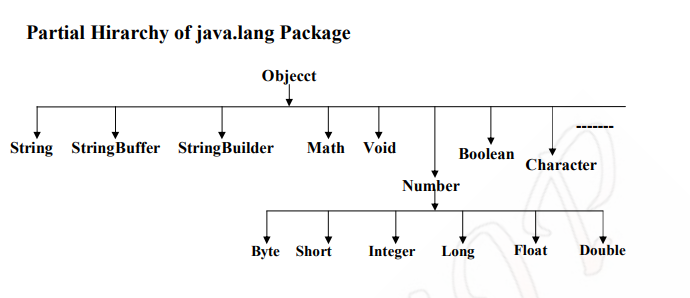 Partial Hirarchy of java.lang Package
Objecct
String StringBuffer StringBuilder Math Void Boolean Character
Number
Byte Short Integer Long Float Double